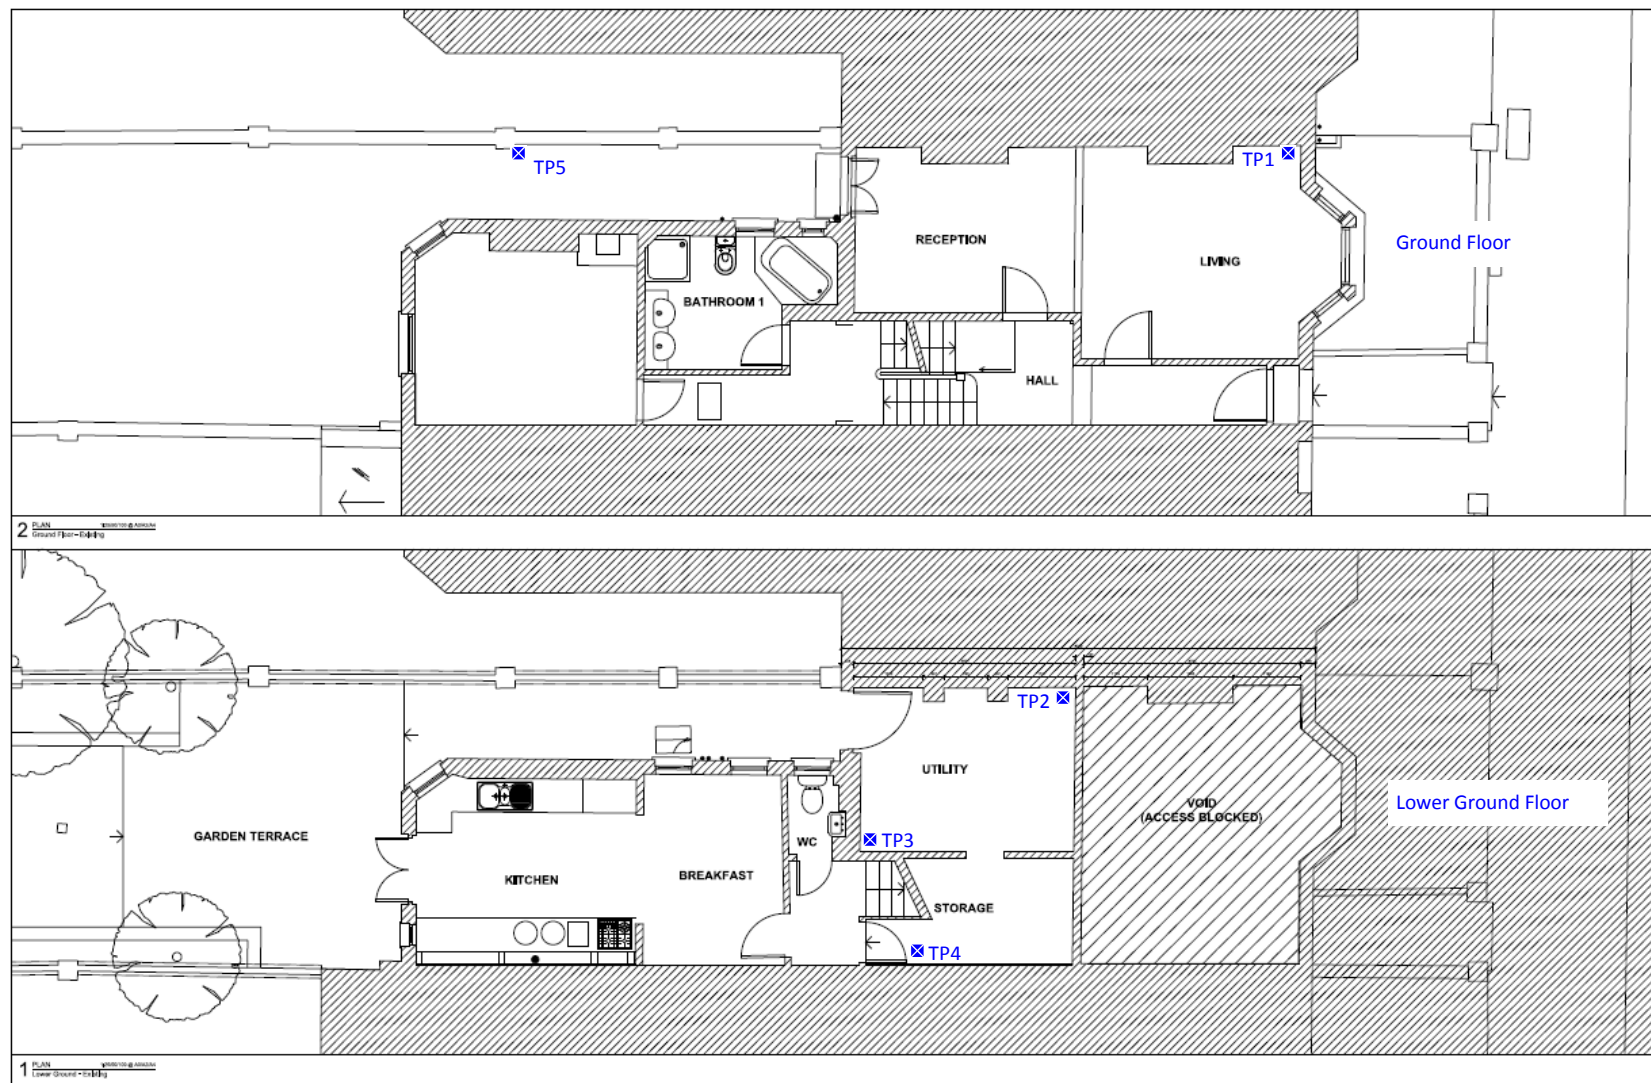 TP5
TP1
RECEPTION
Ground Floor
LIVING
BATHROOM 1
HALL
2 PLAN
Ground Floor - Existing
TP2
UTILITY
Lower Ground Floor
VOID
(ACCESS BLOCKED)
GARDEN TERRACE
WC
TP3
KITCHEN
BREAKFAST
STORAGE
TP4
1 PLAN
Lower Ground - Existing